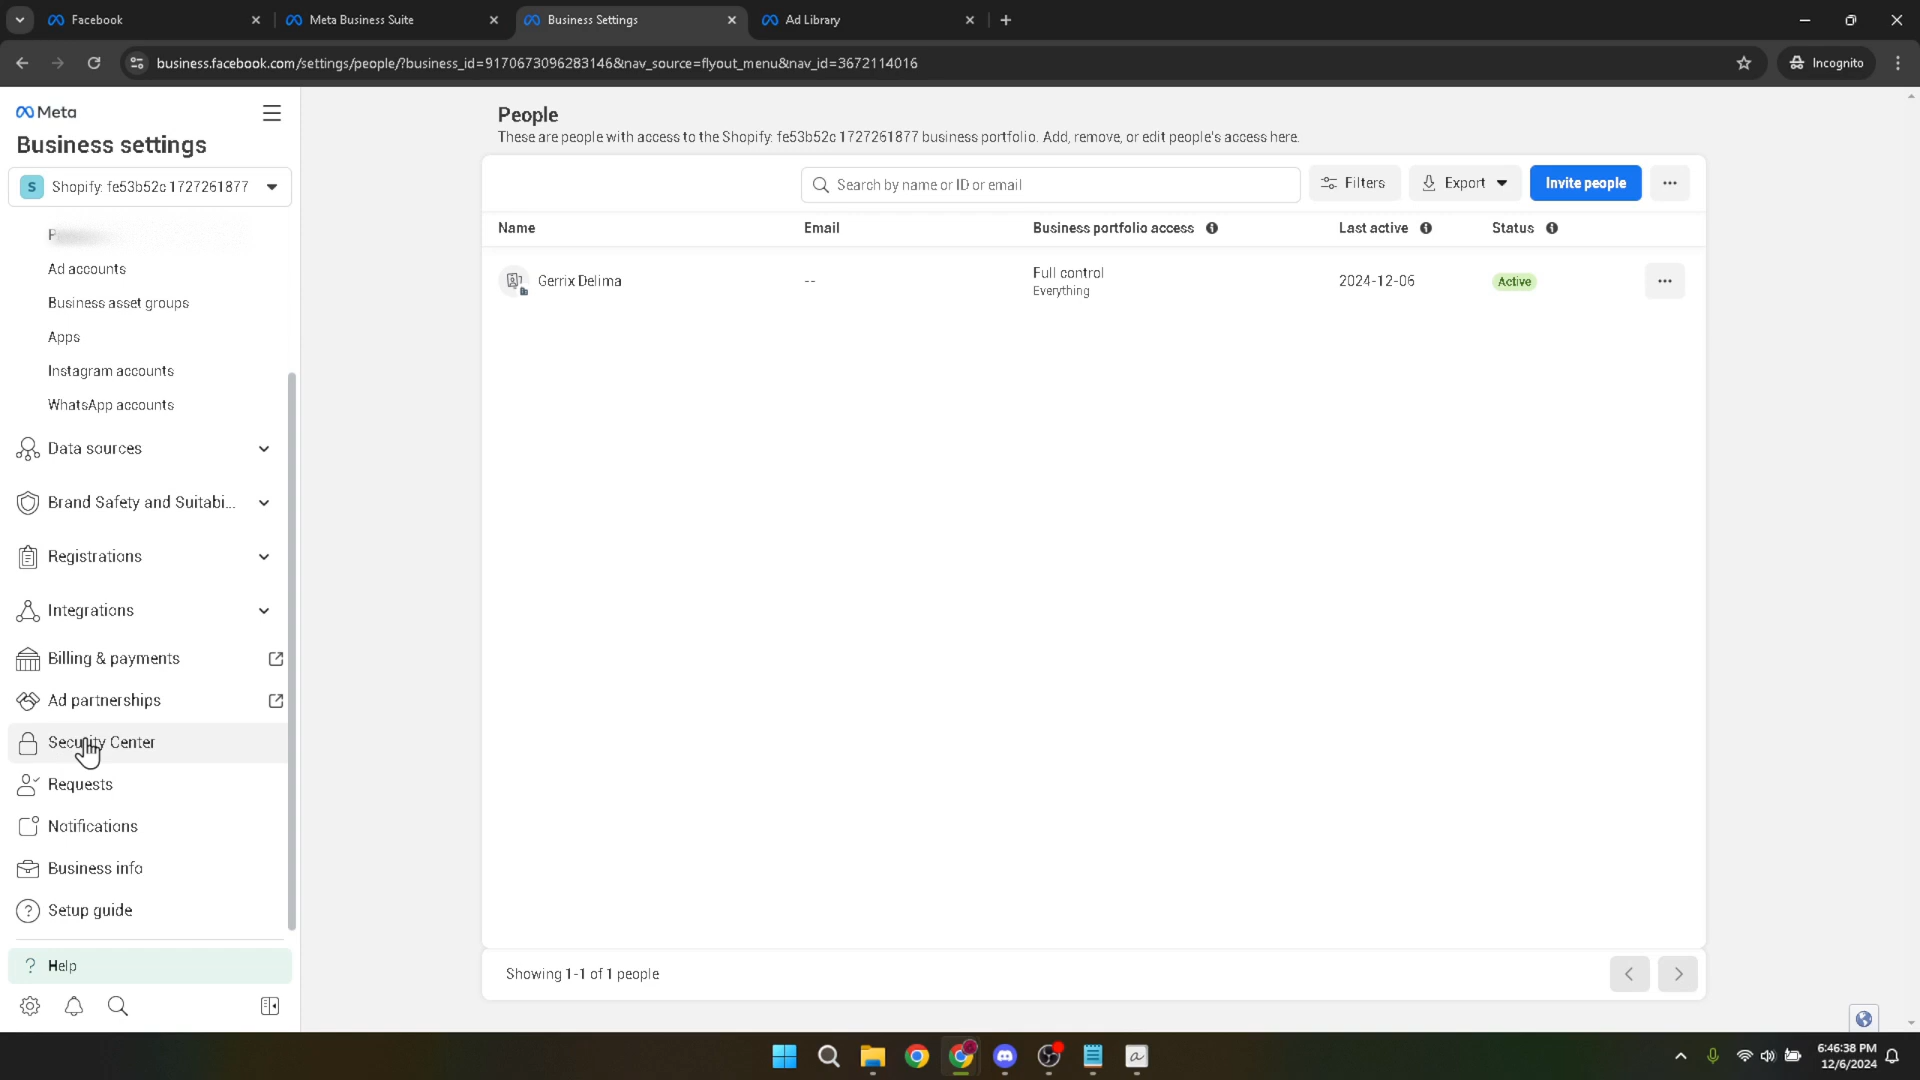 Facebook
Meta Business Suite
Business Settings
Ad Library
business.facebook.com/settings/people/?business_id=9170673096283146&nav_source=flyout_menu&nav_id=3672114016
Incognito
Meta
Business settings
S Shopify: fe53b52c 1727261877
Ad accounts
Business asset groups
Apps
Instagram accounts
WhatsApp accounts
Data sources
Brand Safety and Suitabi...
Registrations
Integrations
Billing & payments
Ad partnerships
Security Center
Requests
Notifications
Business info
Setup guide
? Help
People
These are people with access to the Shopify: fe53b52c 1727261877 business portfolio. Add, remove, or edit people's access here.
Search by name or ID or email
Filters
Export
Invite people
Name Email Business portfolio access Last active Status
Gerrix Delima -- Full control 2024-12-06 Active
Everything
Showing 1-1 of 1 people
6:46:38 PM
12/6/2024